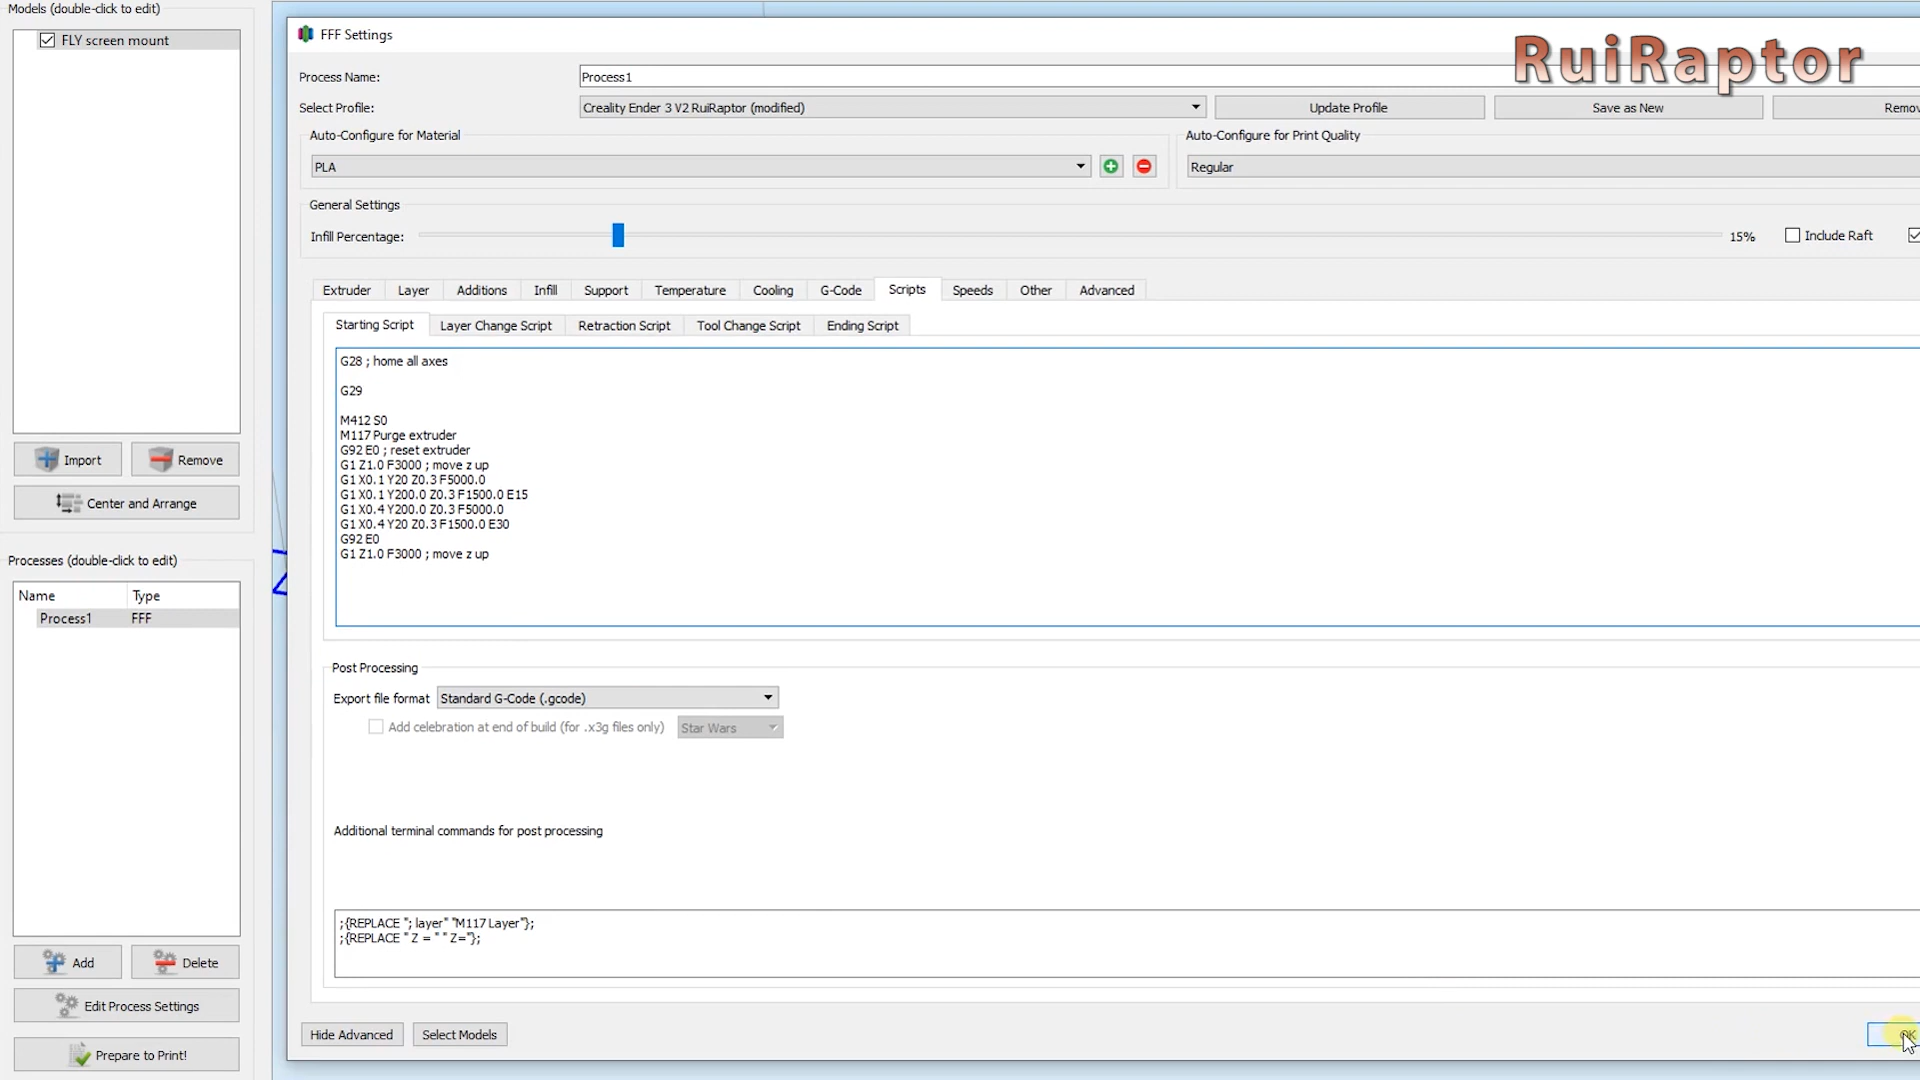 Models (double-click to edit)
FLY screen mount
Import
Remove
Center and Arrange
Processes (double-click to edit)
Name Type
Process1 FFF
Add
Delete
Edit Process Settings
Prepare to Print!
FFF Settings
RuiRaptor
Process Name: Process1
Select Profile: Creality Ender 3 V2 RuiRaptor (modified) Update Profile Save as New Remov
Auto-Configure for Material
PLA
Auto-Configure for Print Quality
Regular
General Settings
Infill Percentage: 15% Include Raft
Extruder Layer Additions Infill Support Temperature Cooling G-Code Scripts Speeds Other Advanced
Starting Script Layer Change Script Retraction Script Tool Change Script Ending Script
G28 ; home all axes
G29
M412 S0
M117 Purge extruder
G92 E0 ; reset extruder
G1 Z1.0 F3000 ; move z up
G1 X0.1 Y20 Z0.3 F5000.0
G1 X0.1 Y200.0 Z0.3 F1500.0 E15
G1 X0.4 Y200.0 Z0.3 F5000.0
G1 X0.4 Y20 Z0.3 F1500.0 E30
G92 E0
G1 Z1.0 F3000 ; move z up
Post Processing
Export file format Standard G-Code (.gcode)
Add celebration at end of build (for .x3g files only) Star Wars
Additional terminal commands for post processing
;{REPLACE "; layer" "M117 Layer"};
;{REPLACE " Z = " " Z="};
Hide Advanced Select Models OK